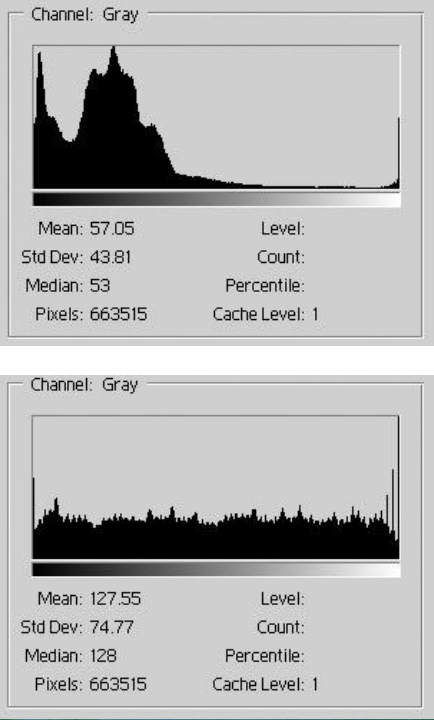 Channel: Gray
Mean: 57.05 Level:
Std Dev: 43.81 Count:
Median: 53 Percentile:
Pixels: 663515 Cache Level: 1
Channel: Gray
Mean: 127.55 Level:
Std Dev: 74.77 Count:
Median: 128 Percentile:
Pixels: 663515 Cache Level: 1